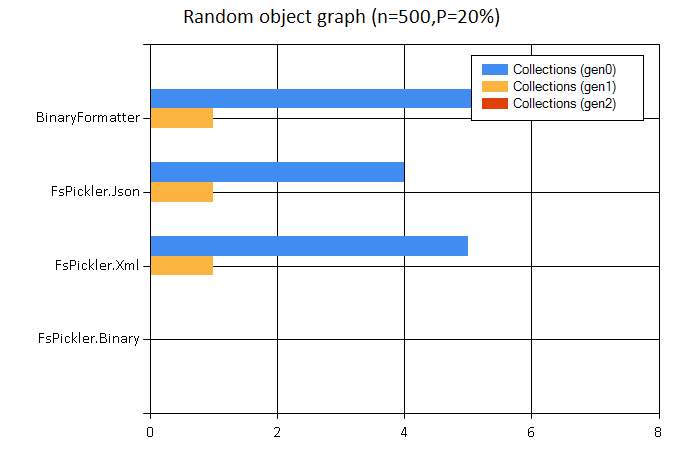 Random object graph (n=500,P=20%)
Collections (gen0)
Collections (gen1)
Collections (gen2)
BinaryFormatter
FsPickler.Json
FsPickler.Xml
FsPickler.Binary
0 2 4 6 8